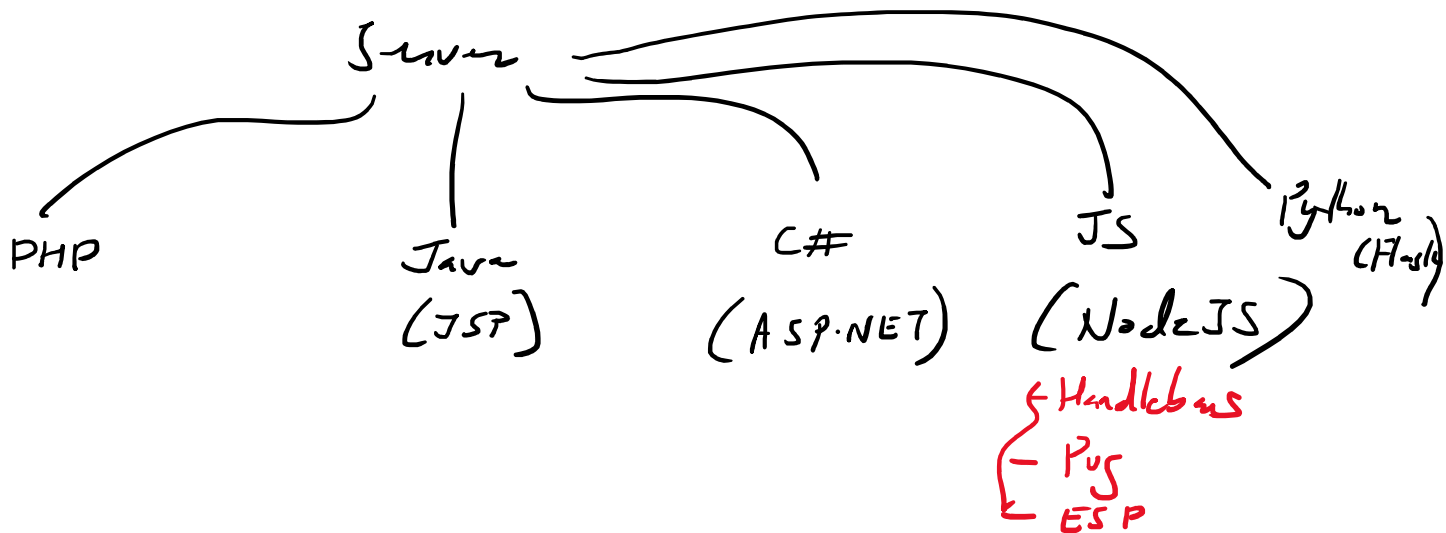 Server
PHP
Java
(JSP)
C#
(ASP.NET)
JS
(NodeJS)
- Handlebars
- Pug
- ESP
Python
(Flask)